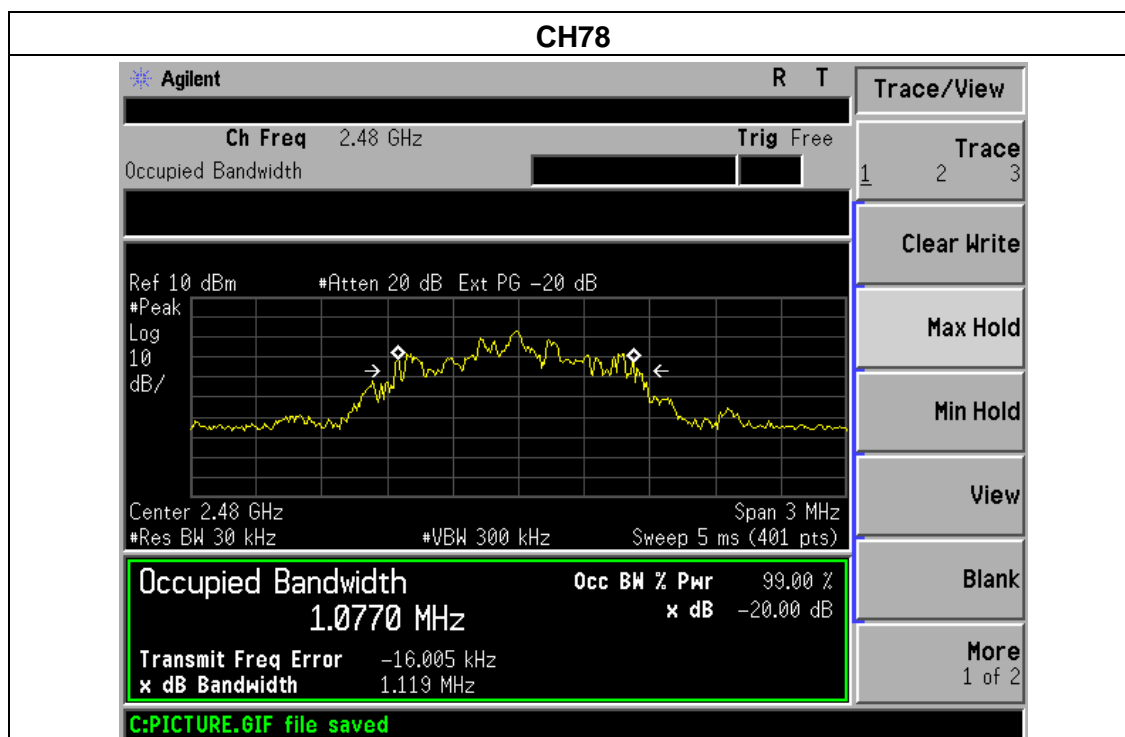 CH78
Agilent R T
Trace/View
Ch Freq 2.48 GHz Trig Free
Occupied Bandwidth
Trace
1 2 3
Clear Write
Max Hold
Min Hold
View
Blank
More
1 of 2
Ref 10 dBm #Atten 20 dB Ext PG -20 dB
#Peak
Log
10
dB/
Center 2.48 GHz Span 3 MHz
#Res BW 30 kHz #VBW 300 kHz Sweep 5 ms (401 pts)
Occupied Bandwidth Occ BW % Pwr 99.00 %
1.0770 MHz x dB -20.00 dB
Transmit Freq Error -16.005 kHz
x dB Bandwidth 1.119 MHz
C:PICTURE.GIF file saved